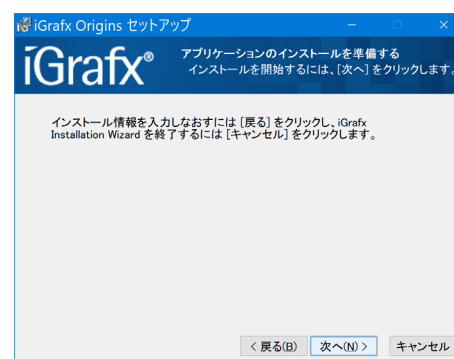 iGrafx Origins セットアップ
iGrafx®
アプリケーションのインストールを準備する
インストールを開始するには、[次へ] をクリックします。
インストール情報を入力しなおすには [戻る] をクリックし、iGrafx
Installation Wizard を終了するには [キャンセル] をクリックします。
< 戻る(B)
次へ(N) >
キャンセル